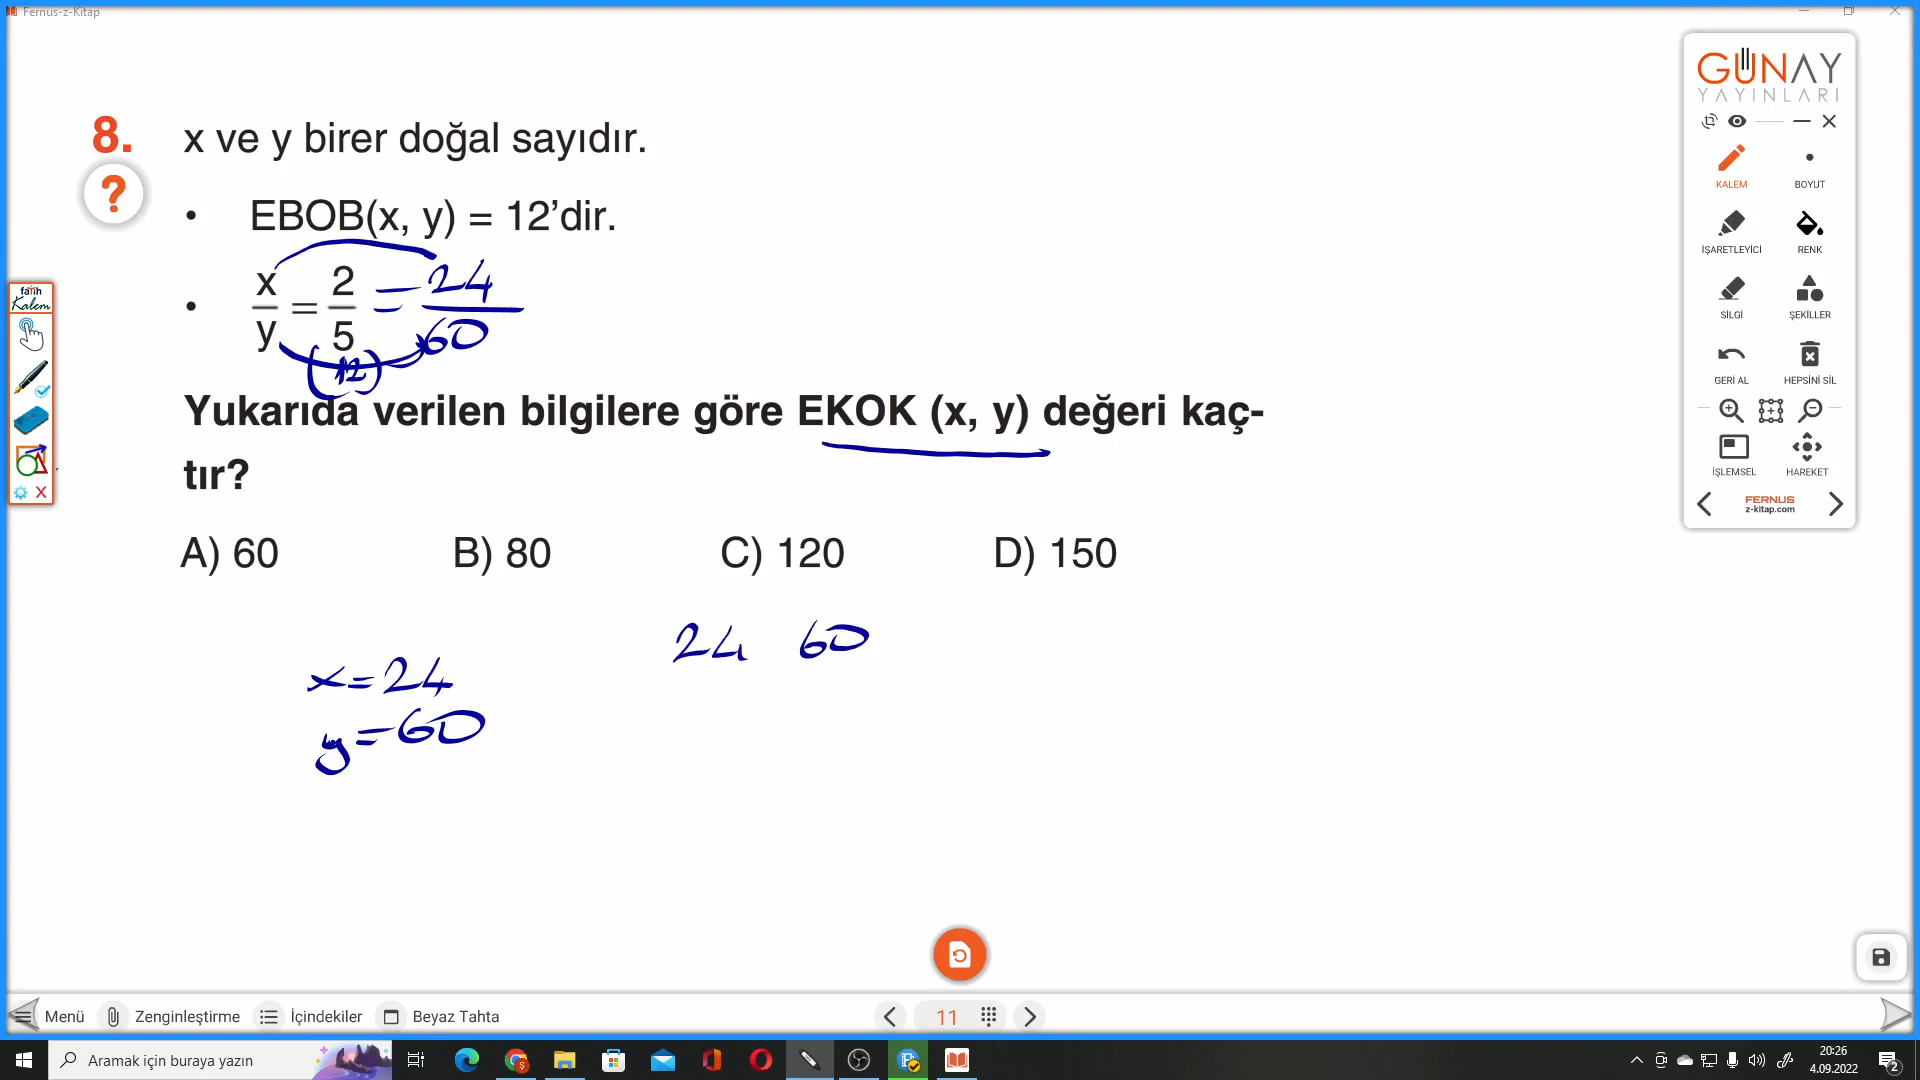 Fernus-z-Kitap
8. x ve y birer doğal sayıdır.
?
• EBOB(x, y) = 12'dir.
• x/y = 2/5 = 24/60
(12)
Yukarıda verilen bilgilere göre EKOK (x, y) değeri kaç-
tır?
A) 60 B) 80 C) 120 D) 150
24 60
x=24
y=60
fatih
Kalem
GÜNAY
YAYINLARI
KALEM BOYUT
İŞARETLEYİCİ RENK
SİLGİ ŞEKİLLER
GERİ AL HEPSİNİ SİL
İŞLEMSEL HAREKET
FERNUS
z-kitap.com
Menü Zenginleştirme İçindekiler Beyaz Tahta 11
Aramak için buraya yazın
20:26
4.09.2022
2